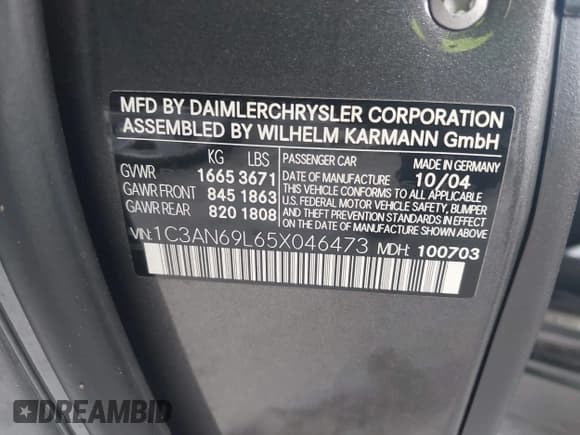 MFD BY DAIMLERCHRYSLER CORPORATION
ASSEMBLED BY WILHELM KARMANN GmbH
KG LBS
GVWR 1665 3671
GAWR FRONT 845 1863
GAWR REAR 820 1808
PASSENGER CAR MADE IN GERMANY
DATE OF MANUFACTURE 10/04
THIS VEHICLE CONFORMS TO ALL APPLICABLE
U.S. FEDERAL MOTOR VEHICLE SAFETY, BUMPER
AND THEFT PREVENTION STANDARDS IN EFFECT
ON THE DATE OF MANUFACTURE SHOWN ABOVE.
VIN: 1C3AN69L65X046473 MDH: 100703
DREAMBID